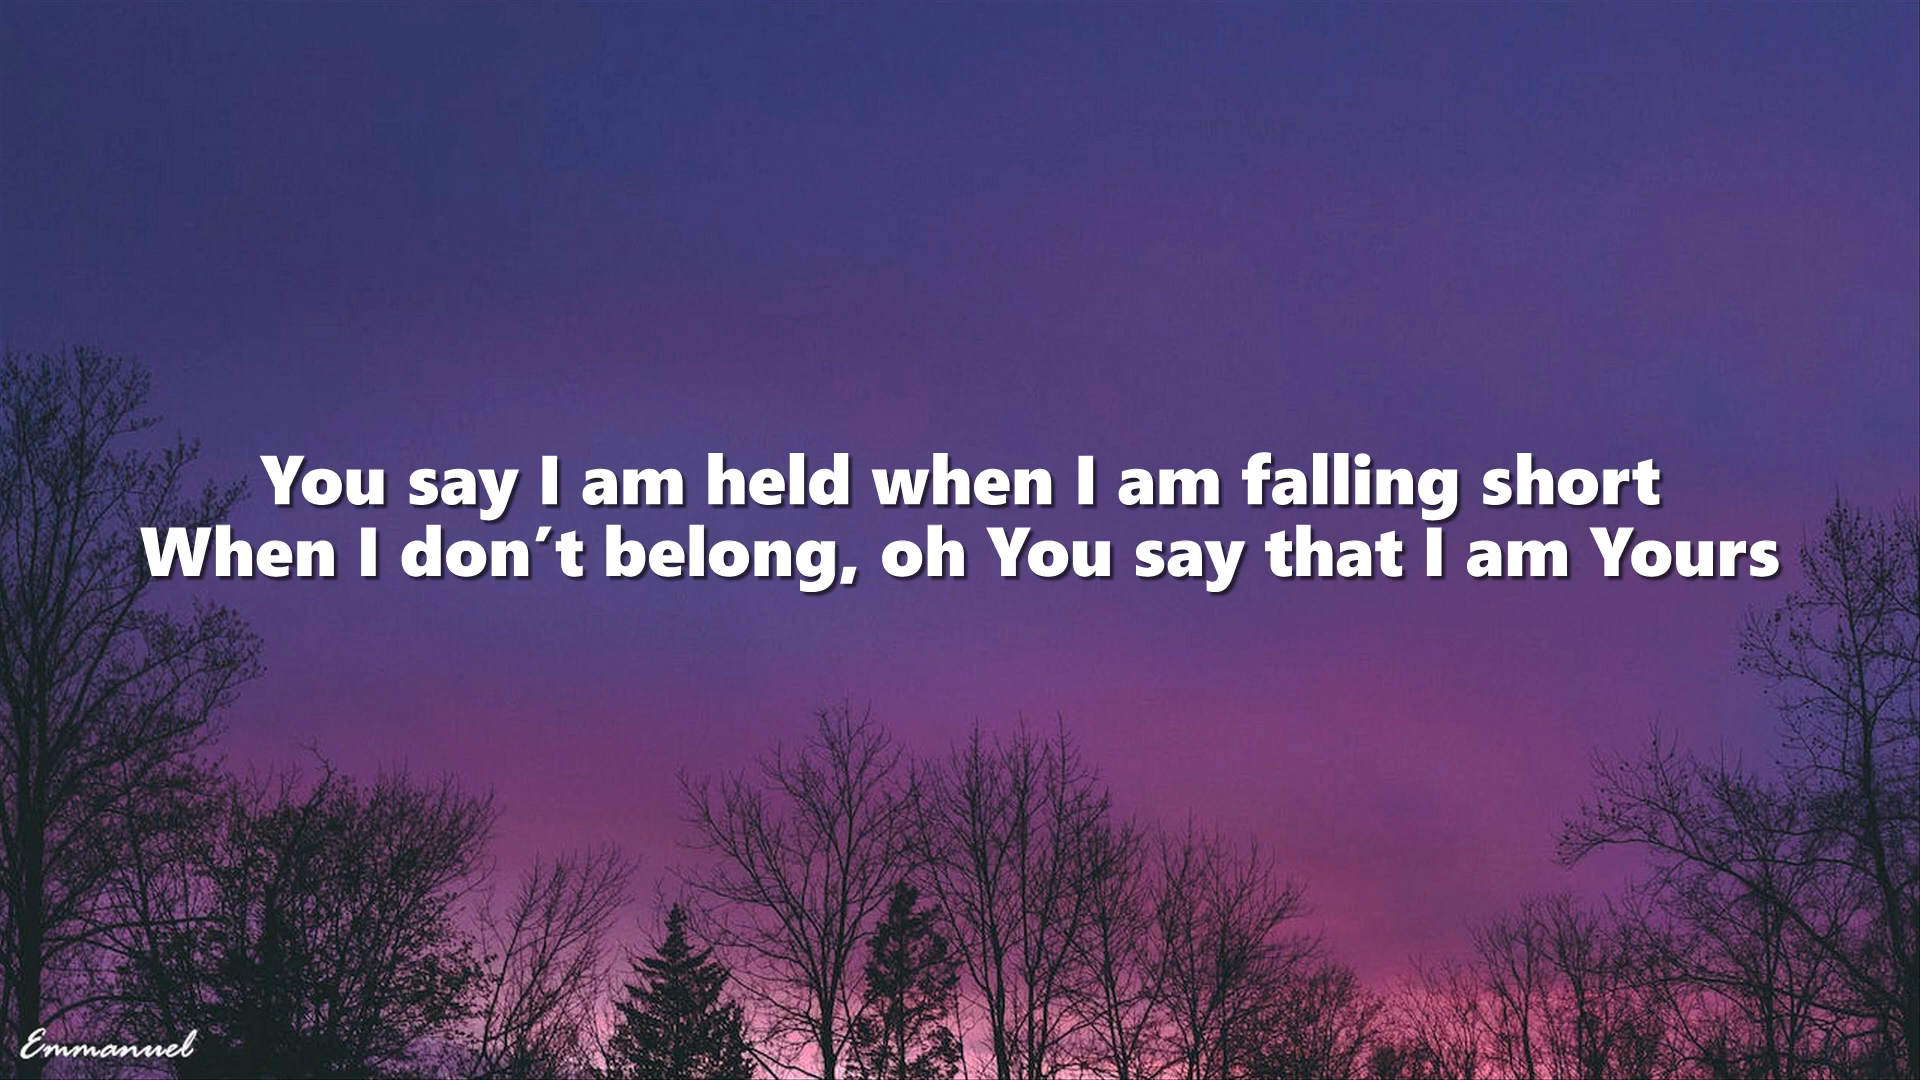 You say I am held when I am falling short
When I don’t belong, oh You say that I am Yours
Emmanuel